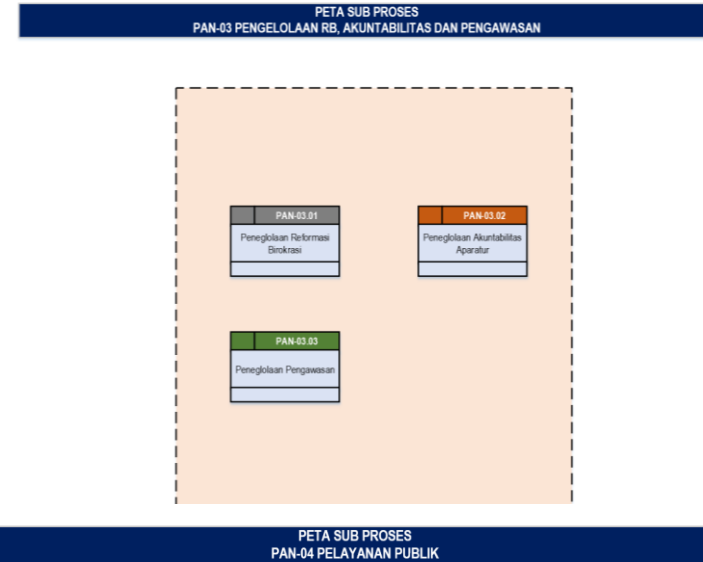 PETA SUB PROSES
PAN-03 PENGELOLAAN RB, AKUNTABILITAS DAN PENGAWASAN
PAN-03.01
Peneglolaan Reformasi
Birokrasi
PAN-03.02
Peneglolaan Akuntabilitas
Aparatur
PAN-03.03
Peneglolaan Pengawasan
PETA SUB PROSES
PAN-04 PELAYANAN PUBLIK